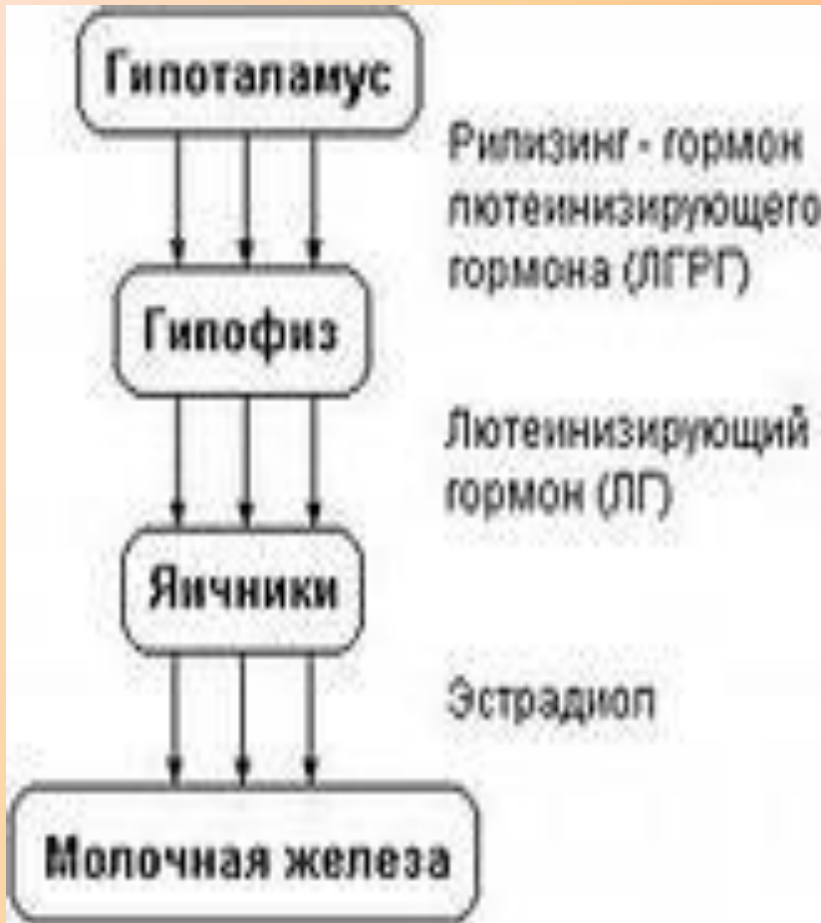 Гипоталамус
Рилизинг - гормон
лютеинизирующего
гормона (ЛГРГ)
Гипофиз
Лютеинизирующий
гормон (ЛГ)
Яичники
Эстрадиол
Молочная железа